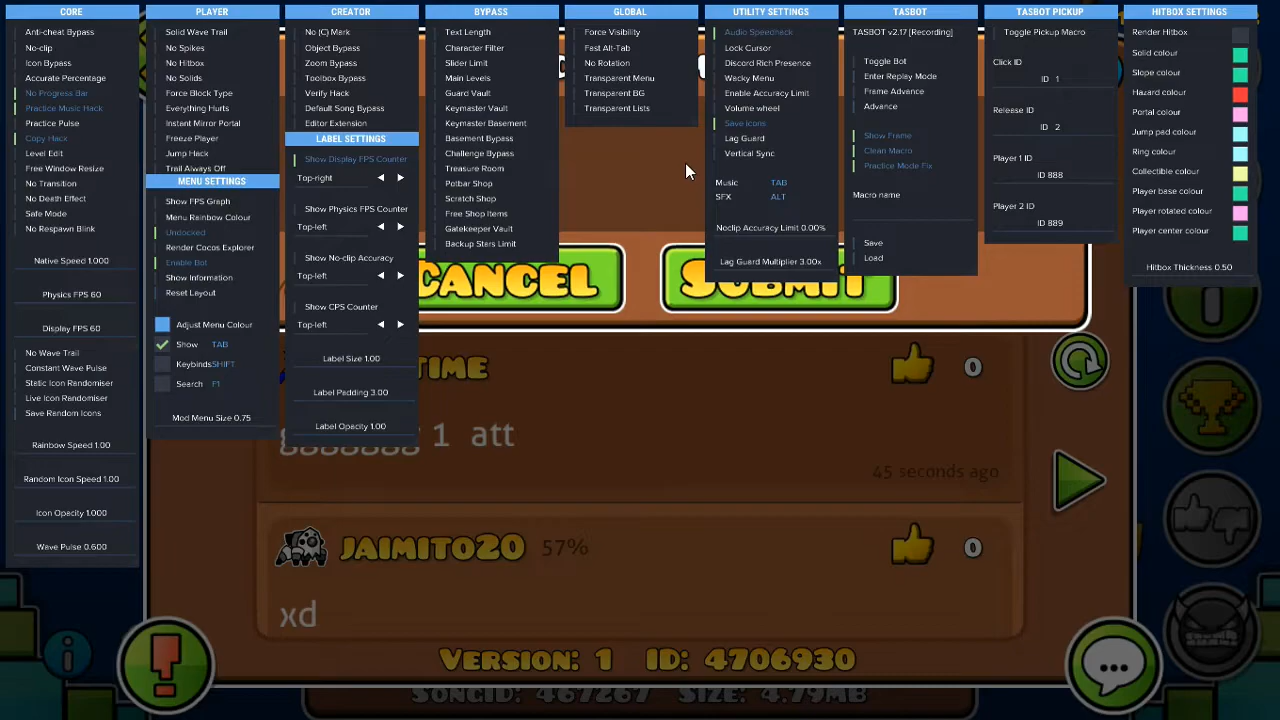 CORE
Anti-cheat Bypass
No-clip
Icon Bypass
Accurate Percentage
No Progress Bar
Practice Music Hack
Practice Pulse
Copy Hack
Level Edit
Free Window Resize
No Transition
No Death Effect
Safe Mode
No Respawn Blink
Native Speed 1.000
Physics FPS 60
Display FPS 60
No Wave Trail
Constant Wave Pulse
Static Icon Randomiser
Live Icon Randomiser
Save Random Icons
Rainbow Speed 1.00
Random Icon Speed 1.00
Icon Opacity 1.000
Wave Pulse 0.600
PLAYER
Solid Wave Trail
No Spikes
No Hitbox
No Solids
Force Block Type
Everything Hurts
Instant Mirror Portal
Freeze Player
Jump Hack
Trail Always Off
MENU SETTINGS
Show FPS Graph
Menu Rainbow Colour
Undocked
Render Cocos Explorer
Enable Bot
Show Information
Reset Layout
Adjust Menu Colour
Show TAB
Keybinds SHIFT
Search F1
Mod Menu Size 0.75
CREATOR
No (C) Mark
Object Bypass
Zoom Bypass
Toolbox Bypass
Verify Hack
Default Song Bypass
Editor Extension
LABEL SETTINGS
Show Display FPS Counter
Top-right
Show Physics FPS Counter
Top-left
Show No-clip Accuracy
Top-left
Show CPS Counter
Top-left
Label Size 1.00
Label Padding 3.00
Label Opacity 1.00
BYPASS
Text Length
Character Filter
Slider Limit
Main Levels
Guard Vault
Keymaster Vault
Keymaster Basement
Basement Bypass
Challenge Bypass
Treasure Room
Potbar Shop
Scratch Shop
Free Shop Items
Gatekeeper Vault
Backup Stars Limit
GLOBAL
Force Visibility
Fast Alt-Tab
No Rotation
Transparent Menu
Transparent BG
Transparent Lists
UTILITY SETTINGS
Audio Speedhack
Lock Cursor
Discord Rich Presence
Wacky Menu
Enable Accuracy Limit
Volume wheel
Save Icons
Lag Guard
Vertical Sync
Music TAB
SFX ALT
Noclip Accuracy Limit 0.00%
Lag Guard Multiplier 3.00x
TASBOT
TASBOT v2.17 [Recording]
Toggle Bot
Enter Replay Mode
Frame Advance
Advance
Show Frame
Clean Macro
Practice Mode Fix
Macro name
Save
Load
TASBOT PICKUP
Toggle Pickup Macro
Click ID
ID 1
Release ID
ID 2
Player 1 ID
ID 888
Player 2 ID
ID 889
HITBOX SETTINGS
Render Hitbox
Solid colour
Slope colour
Hazard colour
Portal colour
Jump pad colour
Ring colour
Collectible colour
Player base colour
Player rotated colour
Player center colour
Hitbox Thickness 0.50
CANCEL
SUBMIT
TIME
0
ggggggg 1 att
45 seconds ago
JAIMITO20 57%
0
xd
VERSION: 1 ID: 4706930
SONGID: 467267 SIZE: 4.79MB